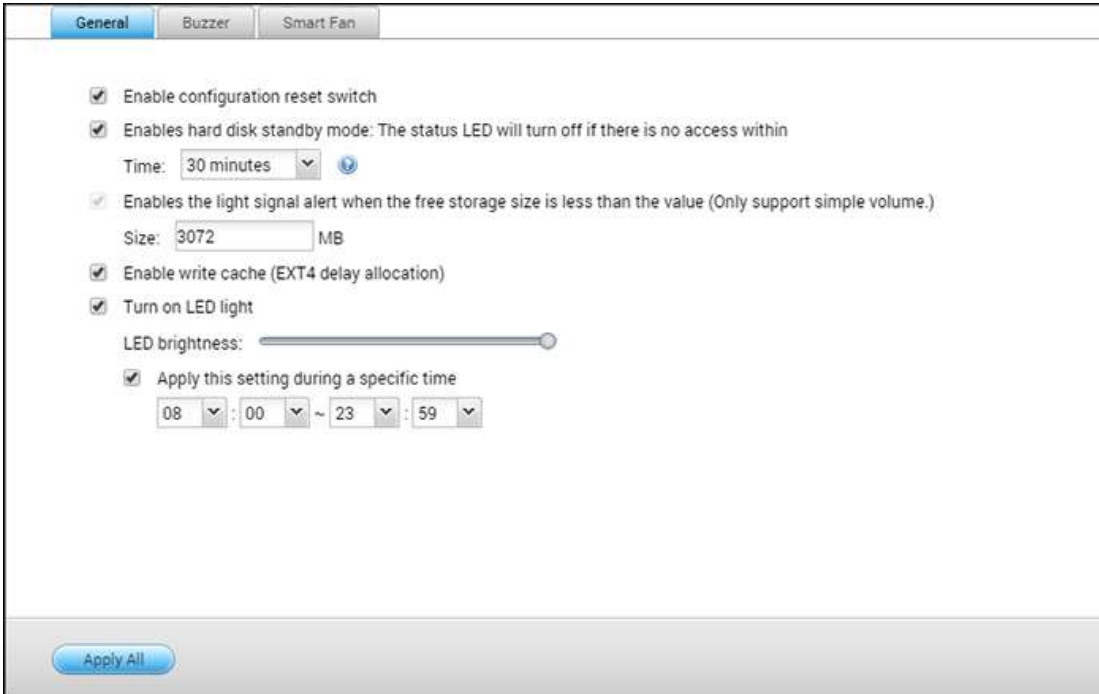 General Buzzer Smart Fan
Enable configuration reset switch
Enables hard disk standby mode: The status LED will turn off if there is no access within
Time: 30 minutes
Enables the light signal alert when the free storage size is less than the value (Only support simple volume.)
Size: 3072 MB
Enable write cache (EXT4 delay allocation)
Turn on LED light
LED brightness:
Apply this setting during a specific time
08 : 00 ~ 23 : 59
Apply All